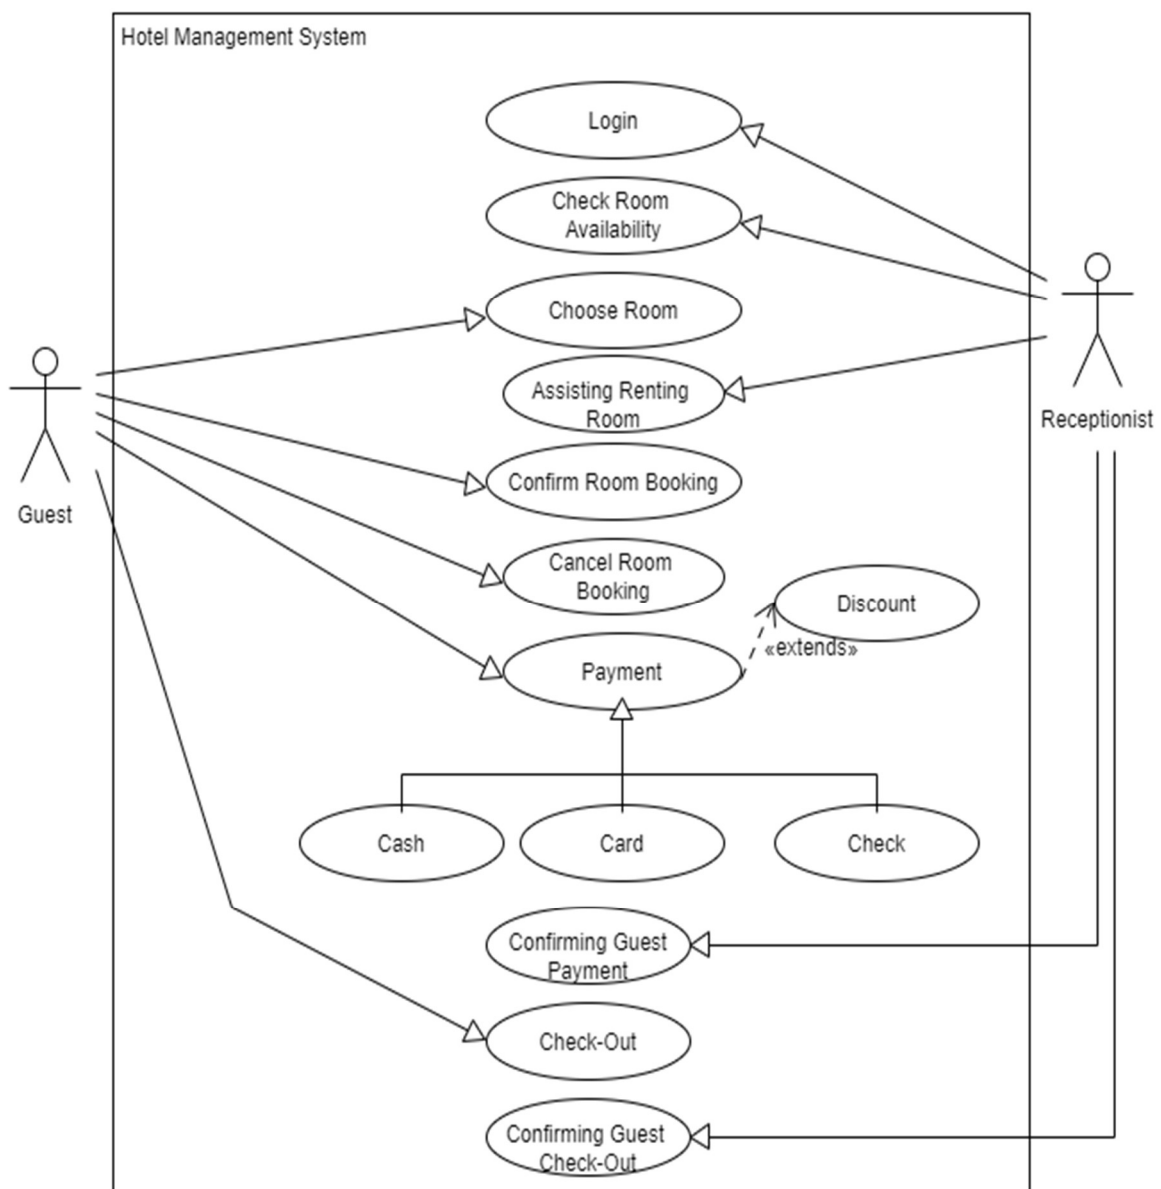 Hotel Management System
Login
Check Room
Availability
Choose Room
Assisting Renting
Room
Receptionist
Confirm Room Booking
Guest
Cancel Room
Booking
Discount
«extends»
Payment
Cash
Card
Check
Confirming Guest
Payment
Check-Out
Confirming Guest
Check-Out